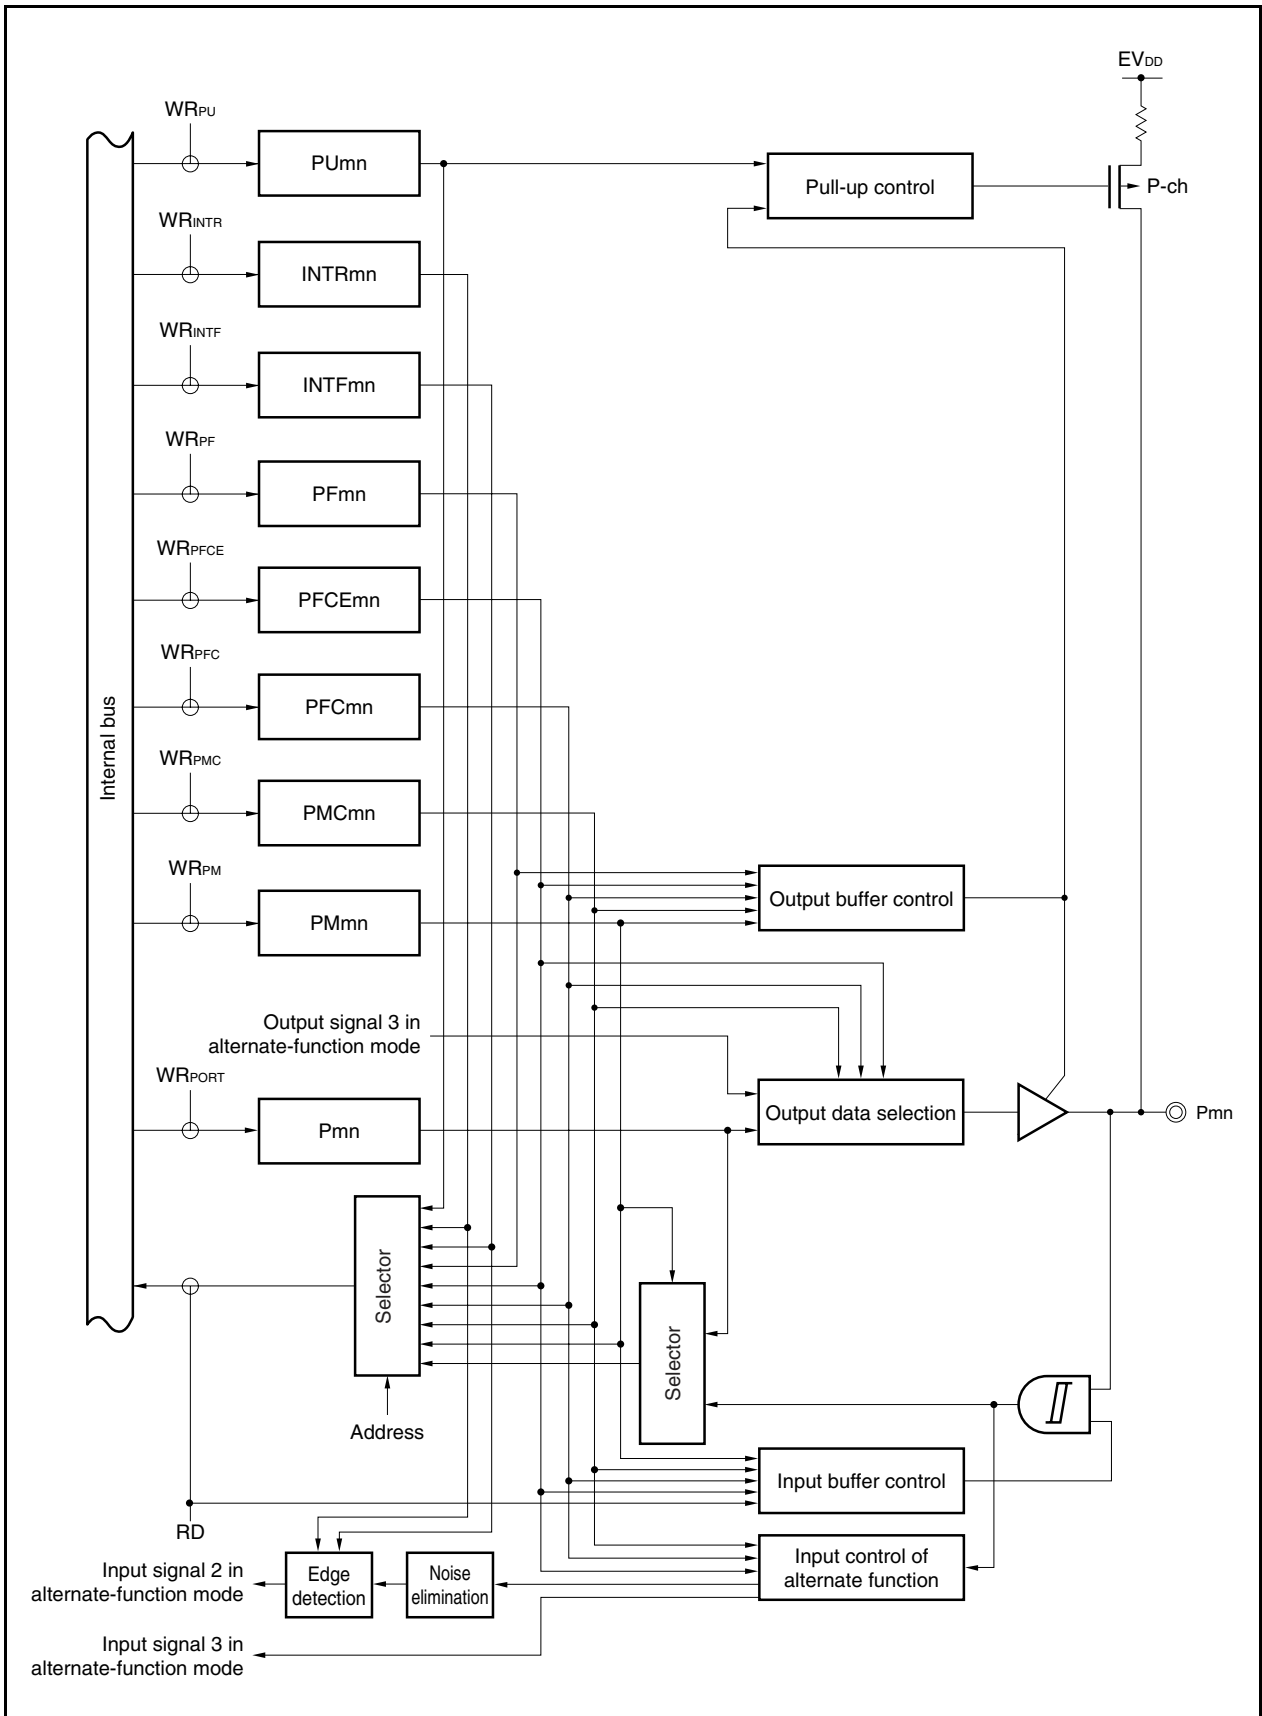 EVDD
WRPU
PUmn
Pull-up control
P-ch
WRINTR
INTRmn
WRINTF
INTFmn
WRPF
PFmn
WRPFCE
PFCEmn
WRPFC
PFCmn
Internal bus
WRPMC
PMCmn
WRPM
PMmn
Output buffer control
Output signal 3 in
alternate-function mode
WRPORT
Pmn
Output data selection
Pmn
Selector
Selector
Address
Input buffer control
RD
Input signal 2 in
alternate-function mode
Edge
detection
Noise
elimination
Input control of
alternate function
Input signal 3 in
alternate-function mode